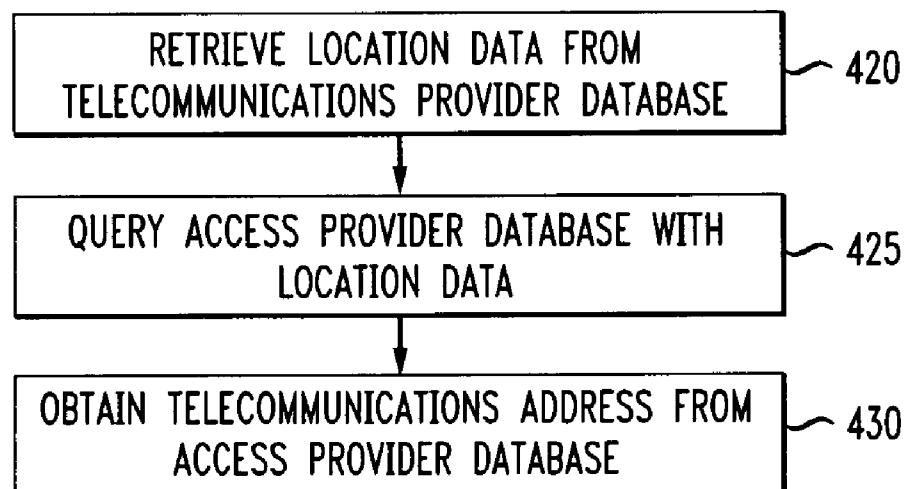 RETRIEVE LOCATION DATA FROM
TELECOMMUNICATIONS PROVIDER DATABASE
420
QUERY ACCESS PROVIDER DATABASE WITH
LOCATION DATA
425
OBTAIN TELECOMMUNICATIONS ADDRESS FROM
ACCESS PROVIDER DATABASE
430